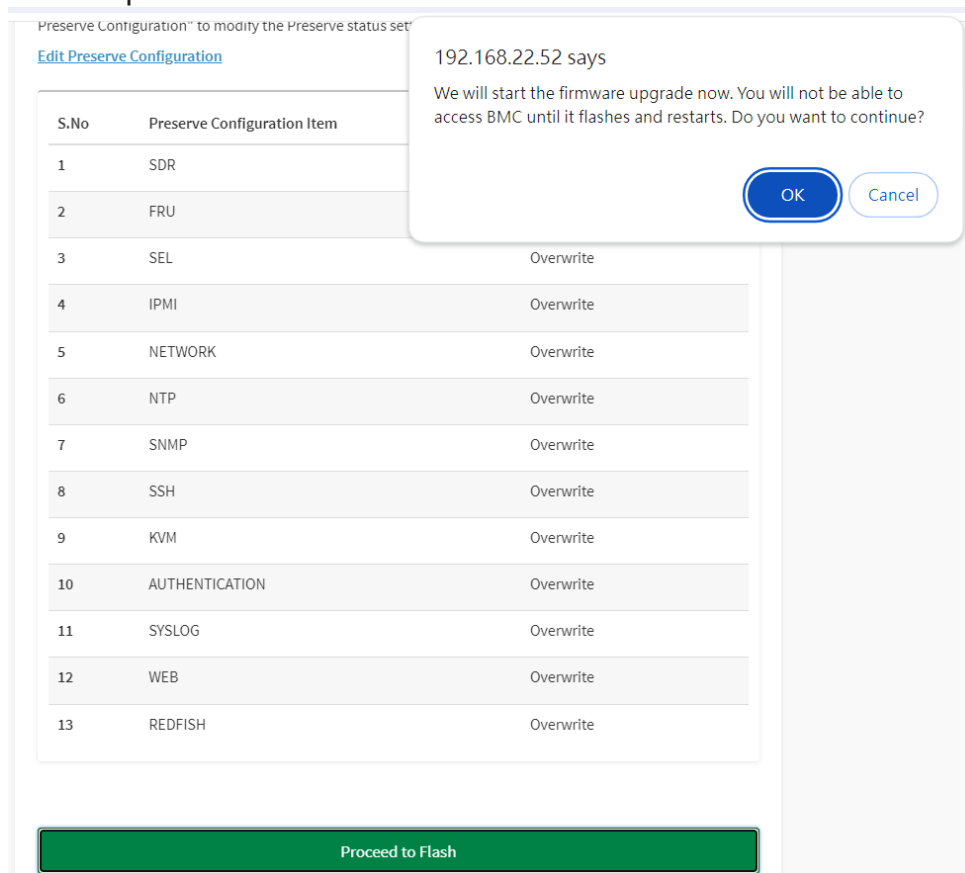 Preserve Configuration" to modify the Preserve status set
Edit Preserve Configuration
192.168.22.52 says
We will start the firmware upgrade now. You will not be able to
access BMC until it flashes and restarts. Do you want to continue?
OK Cancel
S.No Preserve Configuration Item
1 SDR
2 FRU
3 SEL Overwrite
4 IPMI Overwrite
5 NETWORK Overwrite
6 NTP Overwrite
7 SNMP Overwrite
8 SSH Overwrite
9 KVM Overwrite
10 AUTHENTICATION Overwrite
11 SYSLOG Overwrite
12 WEB Overwrite
13 REDFISH Overwrite
Proceed to Flash